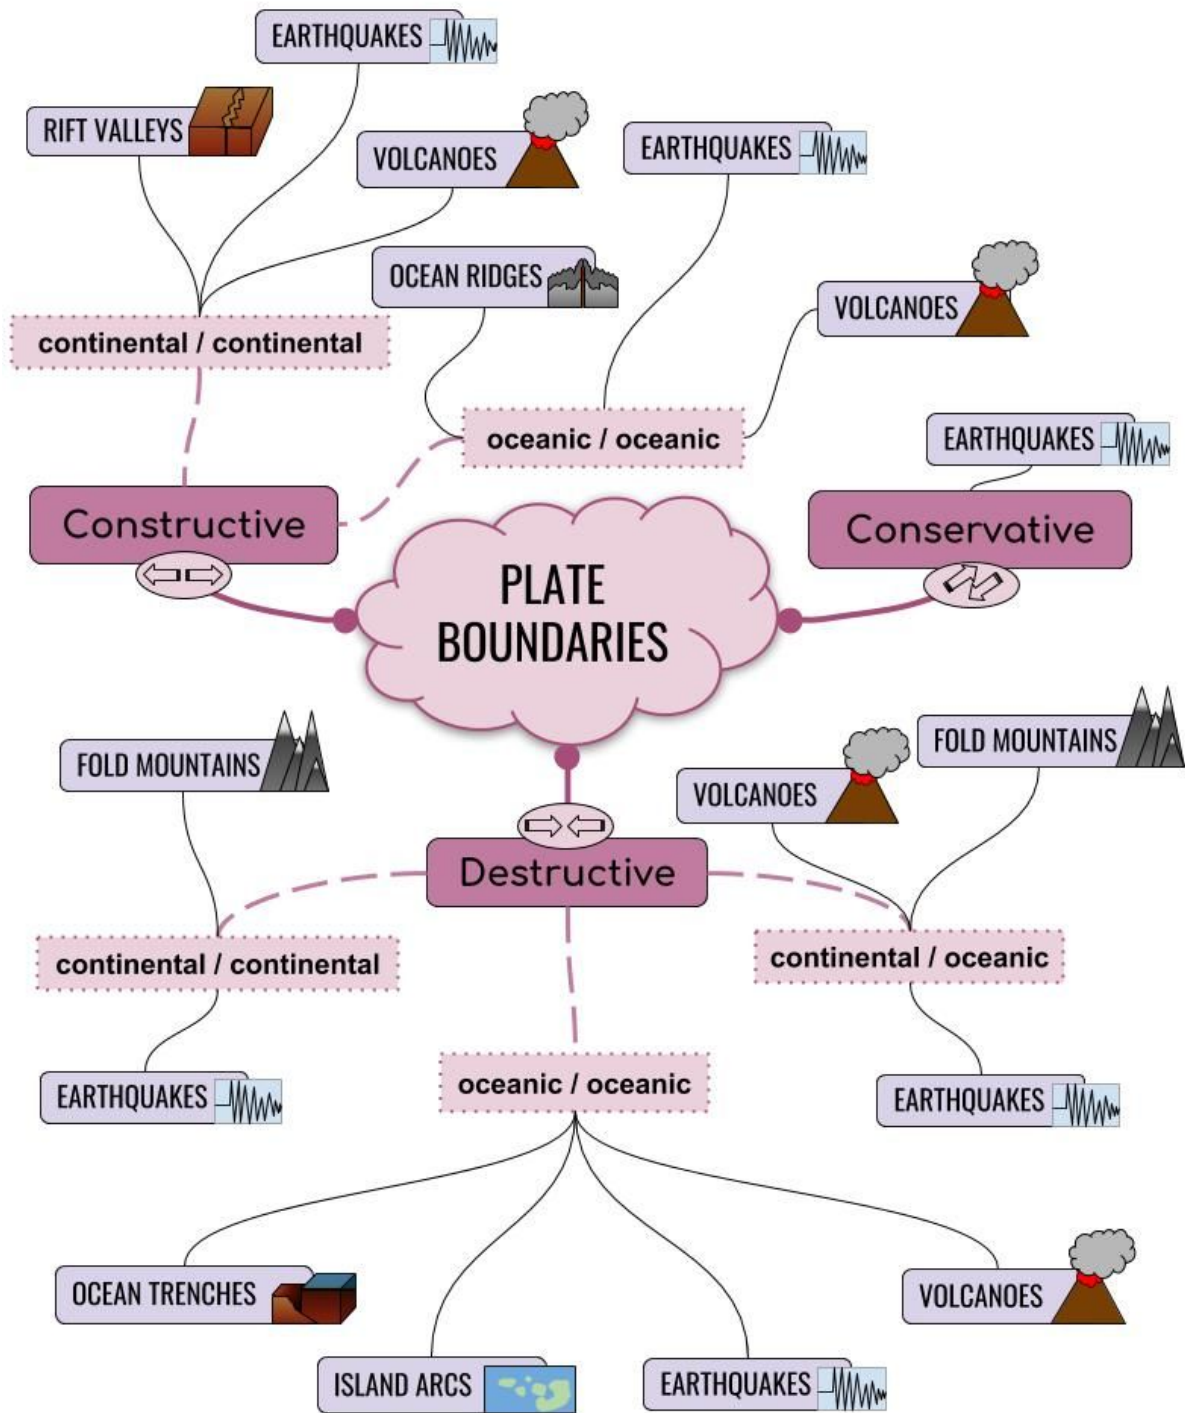 EARTHQUAKES
RIFT VALLEYS
VOLCANOES
EARTHQUAKES
OCEAN RIDGES
VOLCANOES
continental / continental
oceanic / oceanic
EARTHQUAKES
Constructive
Conservative
PLATE
BOUNDARIES
FOLD MOUNTAINS
VOLCANOES
FOLD MOUNTAINS
Destructive
continental / continental
continental / oceanic
EARTHQUAKES
oceanic / oceanic
EARTHQUAKES
OCEAN TRENCHES
VOLCANOES
ISLAND ARCS
EARTHQUAKES